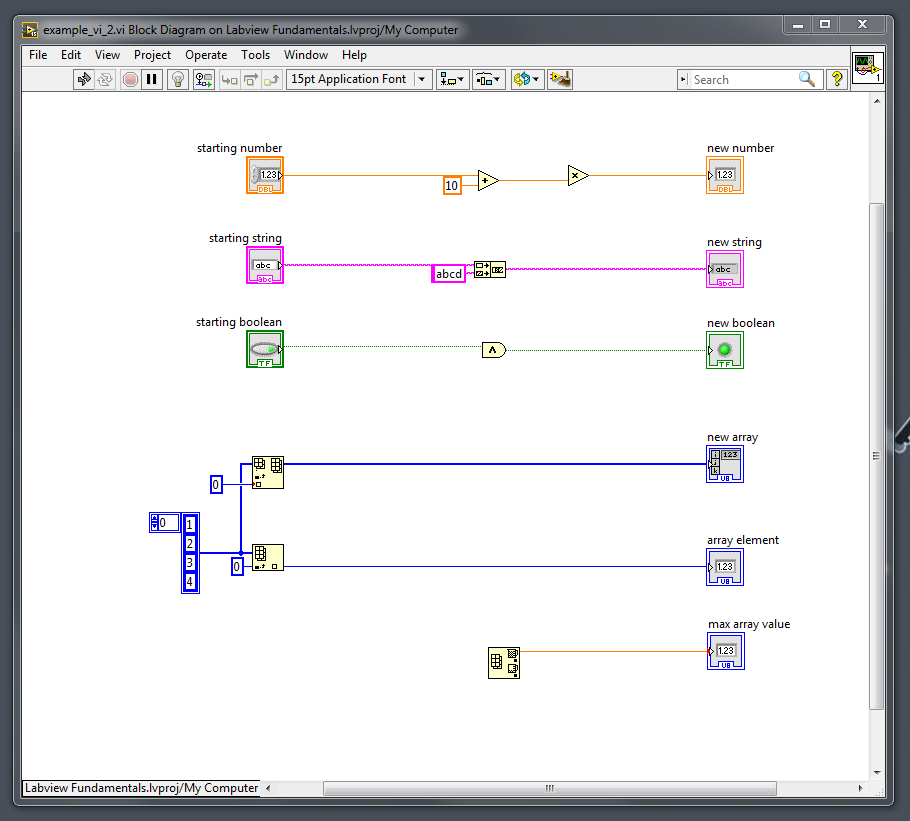 example_vi_2.vi Block Diagram on Labview Fundamentals.lvproj/My Computer
File Edit View Project Operate Tools Window Help
15pt Application Font
Search
?
1
starting number
new number
1.23
DBL
10
+
x
1.23
DBL
starting string
new string
abc
abc
abcd
abc
abc
starting boolean
new boolean
TF
TF
new array
i 123
j
k
U8
0
0
1
2
3
4
0
array element
1.23
U8
max array value
1.23
U8
Labview Fundamentals.lvproj/My Computer